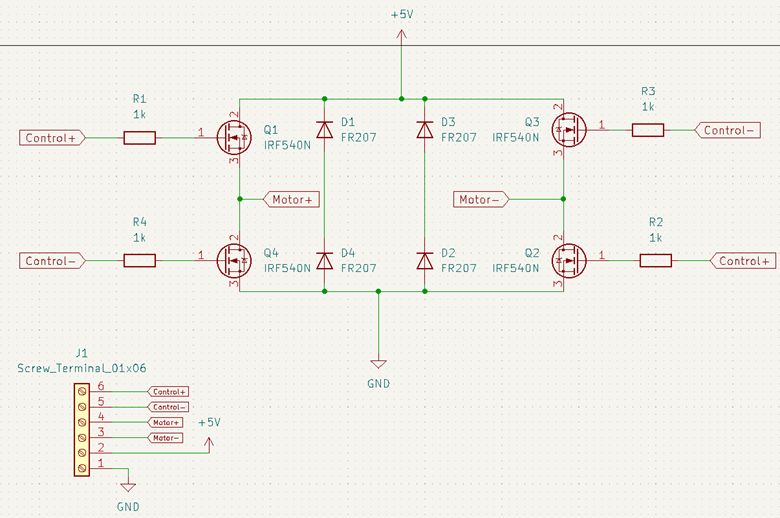 +5V
R1
1k
R3
1k
Control+
1
2
3
Q1
IRF540N
D1
FR207
D3
FR207
Q3
IRF540N
2
3
1
Control-
Motor+
Motor-
R4
1k
R2
1k
Control-
1
2
3
Q4
IRF540N
D4
FR207
D2
FR207
Q2
IRF540N
2
3
1
Control+
GND
J1
Screw_Terminal_01x06
6
Control+
5
Control-
4
Motor+
3
Motor-
2
+5V
1
GND